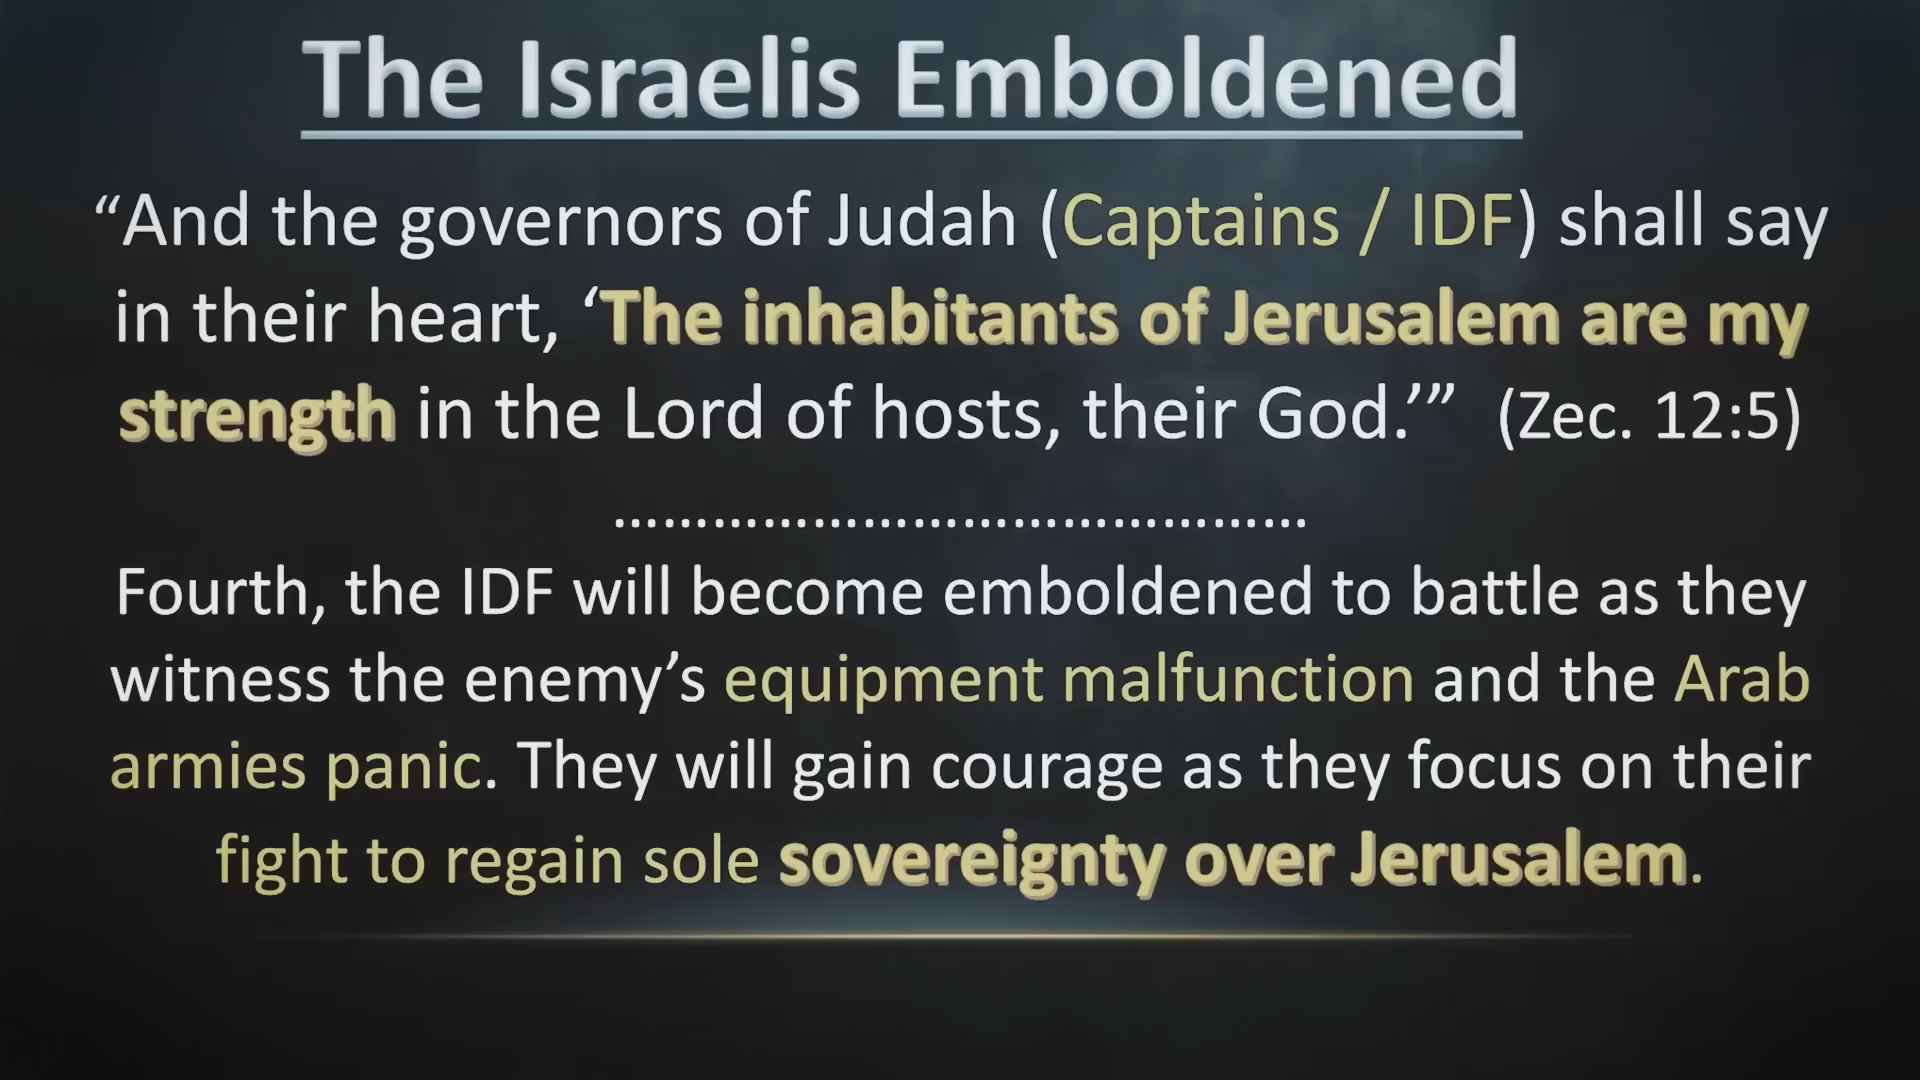 The Israelis Emboldened
“And the governors of Judah (Captains / IDF) shall say
in their heart, ‘The inhabitants of Jerusalem are my
strength in the Lord of hosts, their God.’” (Zec. 12:5)
……………………………………
Fourth, the IDF will become emboldened to battle as they
witness the enemy’s equipment malfunction and the Arab
armies panic. They will gain courage as they focus on their
fight to regain sole sovereignty over Jerusalem.